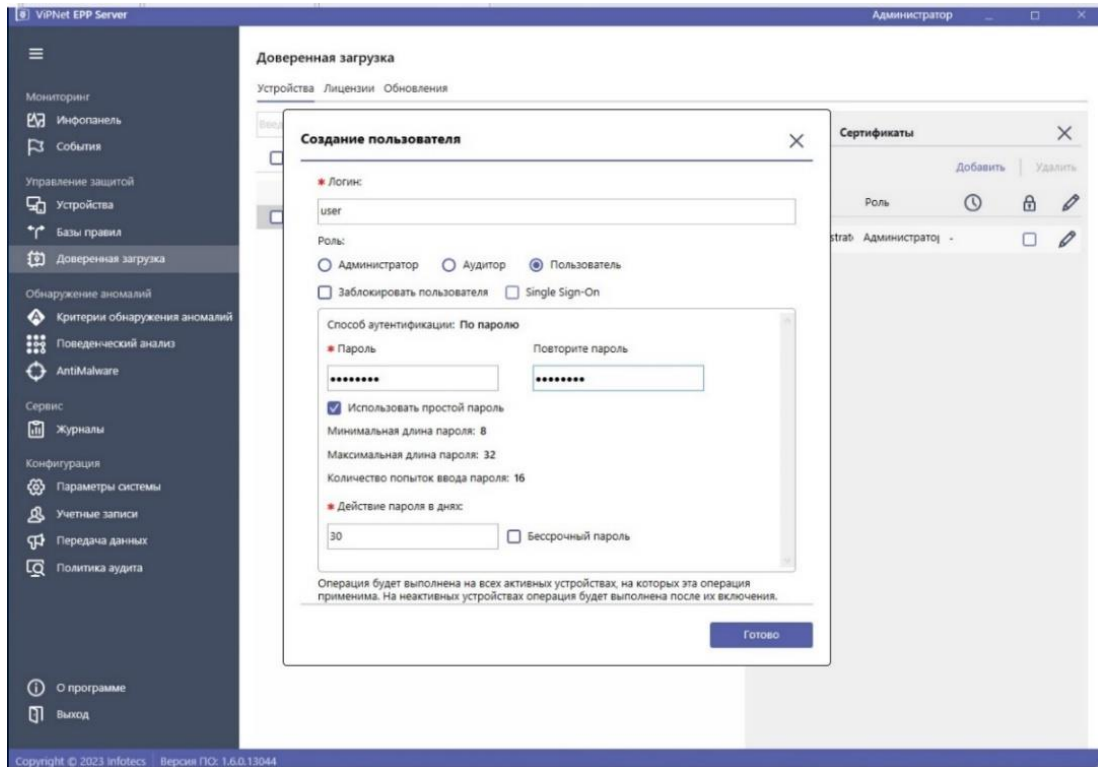 ViPNet EPP Server
Администратор
Доверенная загрузка
Устройства Лицензии Обновления
Мониторинг
Инфопанель
События
Управление защитой
Устройства
Базы правил
Доверенная загрузка
Обнаружение аномалий
Критерии обнаружения аномалий
Поведенческий анализ
AntiMalware
Сервис
Журналы
Конфигурация
Параметры системы
Учетные записи
Передача данных
Политика аудита
О программе
Выход
Создание пользователя
* Логин:
user
Роль:
Администратор Аудитор Пользователь
Заблокировать пользователя Single Sign-On
Способ аутентификации: По паролю
* Пароль Повторите пароль
•••••••• ••••••••
Использовать простой пароль
Минимальная длина пароля: 8
Максимальная длина пароля: 32
Количество попыток ввода пароля: 16
* Действие пароля в днях:
30 Бессрочный пароль
Операция будет выполнена на всех активных устройствах, на которых эта операция
применима. На неактивных устройствах операция будет выполнена после их включения.
Готово
Сертификаты
Добавить Удалить
Роль
Администратор -
Copyright © 2023 Infotecs Версия ПО: 1.6.0.13044